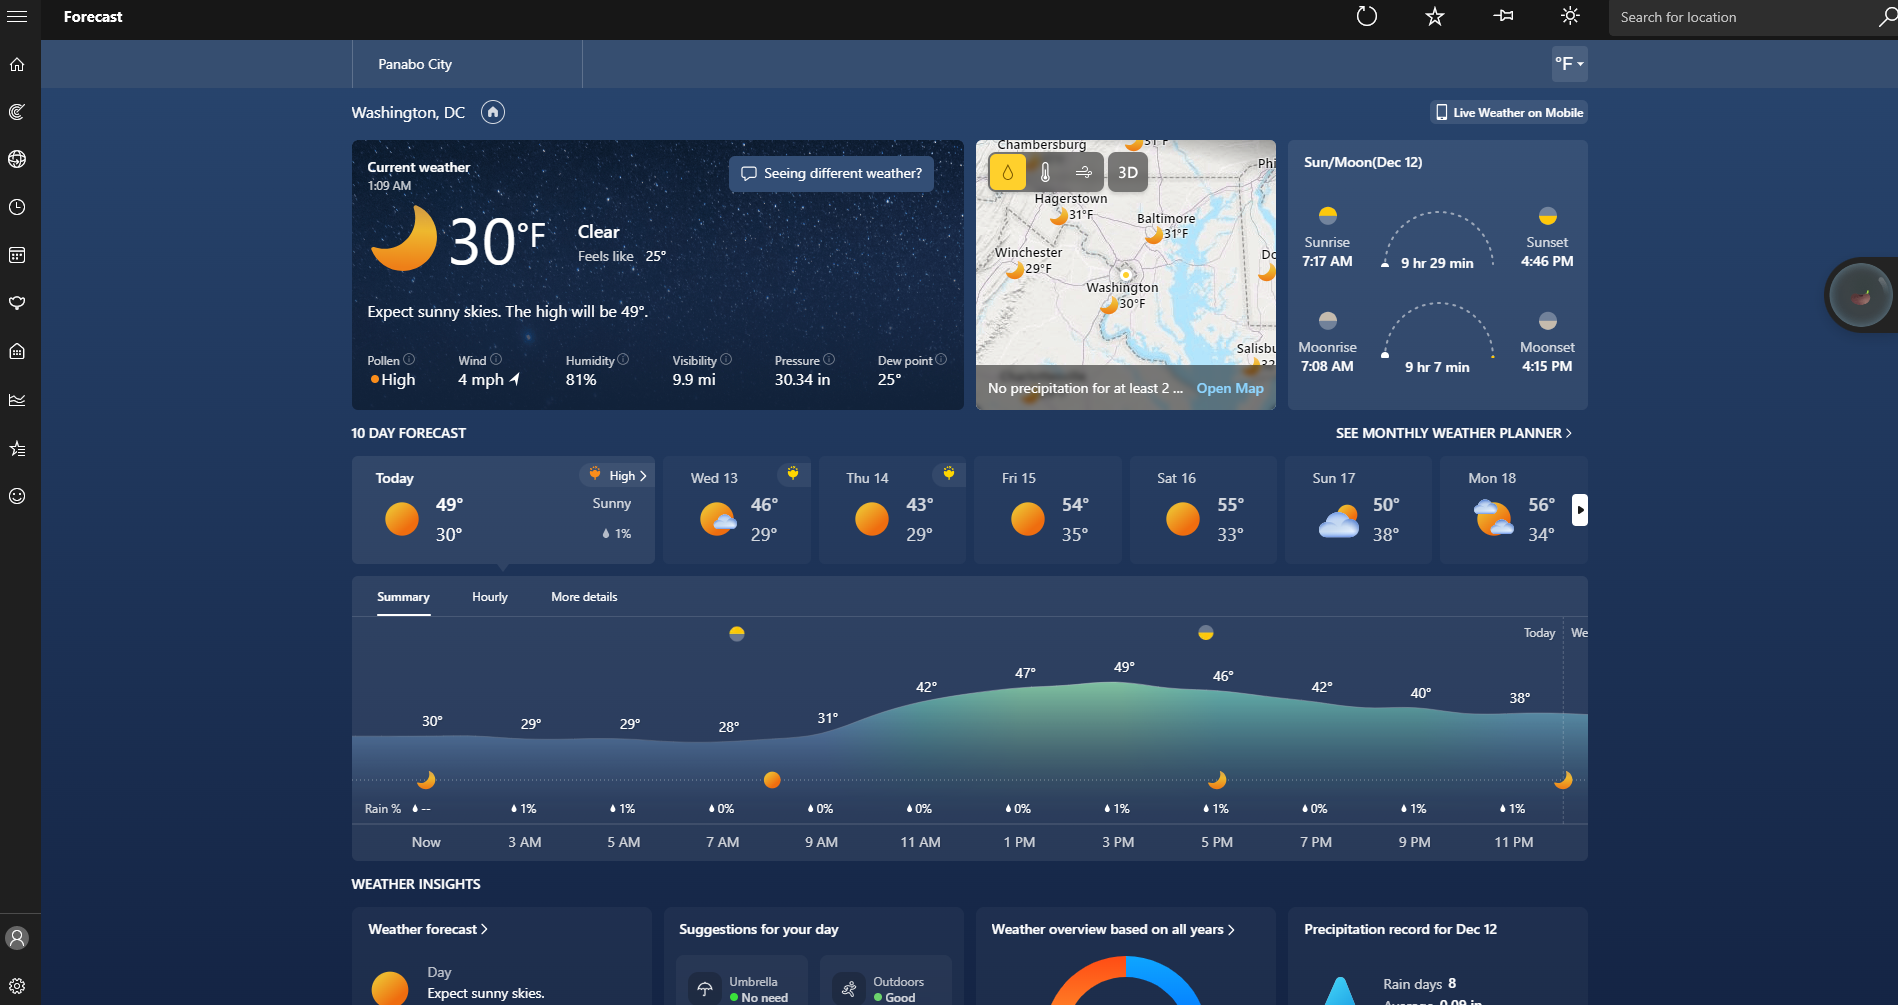 Forecast
Search for location
Panabo City
°F
Washington, DC
Live Weather on Mobile
Current weather
1:09 AM
Seeing different weather?
30°F
Clear
Feels like 25°
Expect sunny skies. The high will be 49°.
Pollen Wind Humidity Visibility Pressure Dew point
High 4 mph 81% 9.9 mi 30.34 in 25°
Chambersburg
31°F
3D
Phi
Hagerstown
31°F
Baltimore
31°F
Winchester
29°F
Do
Washington
30°F
Salisbu
No precipitation for at least 2 ... Open Map
Sun/Moon(Dec 12)
Sunrise
7:17 AM
9 hr 29 min
Sunset
4:46 PM
Moonrise
7:08 AM
9 hr 7 min
Moonset
4:15 PM
10 DAY FORECAST
SEE MONTHLY WEATHER PLANNER
Today
High
49°
Sunny
30°
1%
Wed 13
46°
29°
Thu 14
43°
29°
Fri 15
54°
35°
Sat 16
55°
33°
Sun 17
50°
38°
Mon 18
56°
34°
Summary Hourly More details
Today We
30° 29° 29° 28° 31° 42° 47° 49° 46° 42° 40° 38°
Rain % -- 1% 1% 0% 0% 0% 0% 1% 1% 0% 1% 1%
Now 3 AM 5 AM 7 AM 9 AM 11 AM 1 PM 3 PM 5 PM 7 PM 9 PM 11 PM
WEATHER INSIGHTS
Weather forecast
Day
Expect sunny skies.
Suggestions for your day
Umbrella
No need
Outdoors
Good
Weather overview based on all years
Precipitation record for Dec 12
Rain days 8
Average 0.09 in